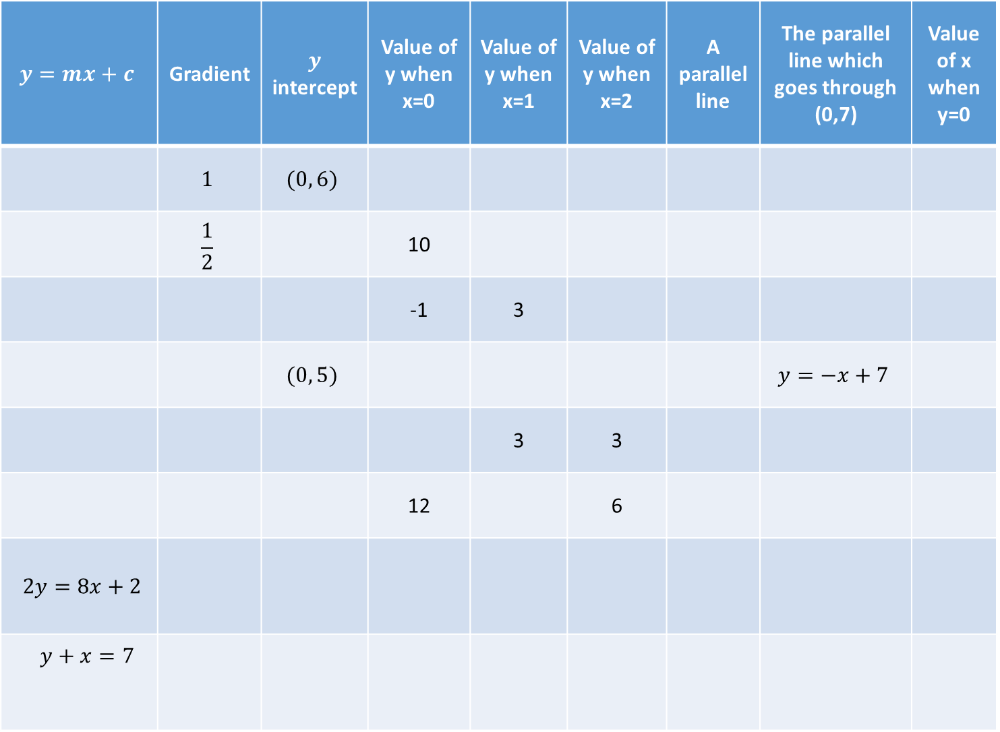 y = mx + c
Gradient
y
intercept
Value of
y when
x=0
Value of
y when
x=1
Value of
y when
x=2
A
parallel
line
The parallel
line which
goes through
(0,7)
Value
of x
when
y=0
1
(0, 6)
1
2
10
-1
3
(0, 5)
y = −x + 7
3
3
12
6
2y = 8x + 2
y + x = 7